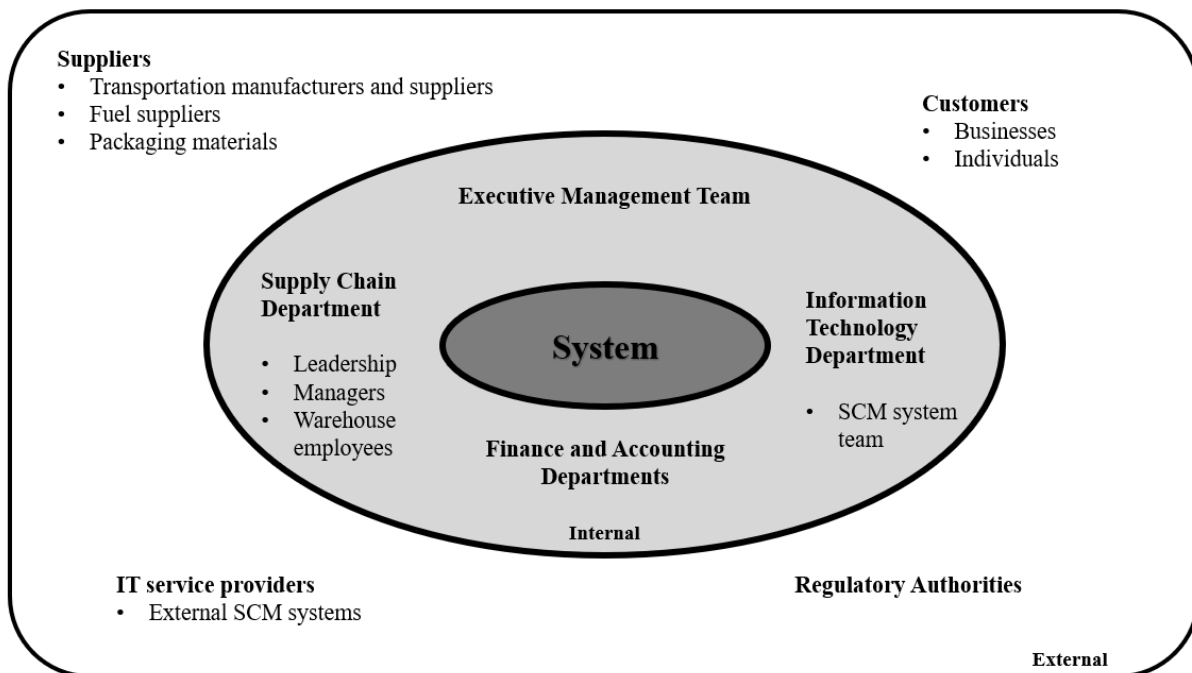 Suppliers
• Transportation manufacturers and suppliers
• Fuel suppliers
• Packaging materials
Customers
• Businesses
• Individuals
Executive Management Team
Supply Chain
Department
• Leadership
• Managers
• Warehouse
employees
System
Information
Technology
Department
• SCM system
team
Finance and Accounting
Departments
Internal
IT service providers
• External SCM systems
Regulatory Authorities
External